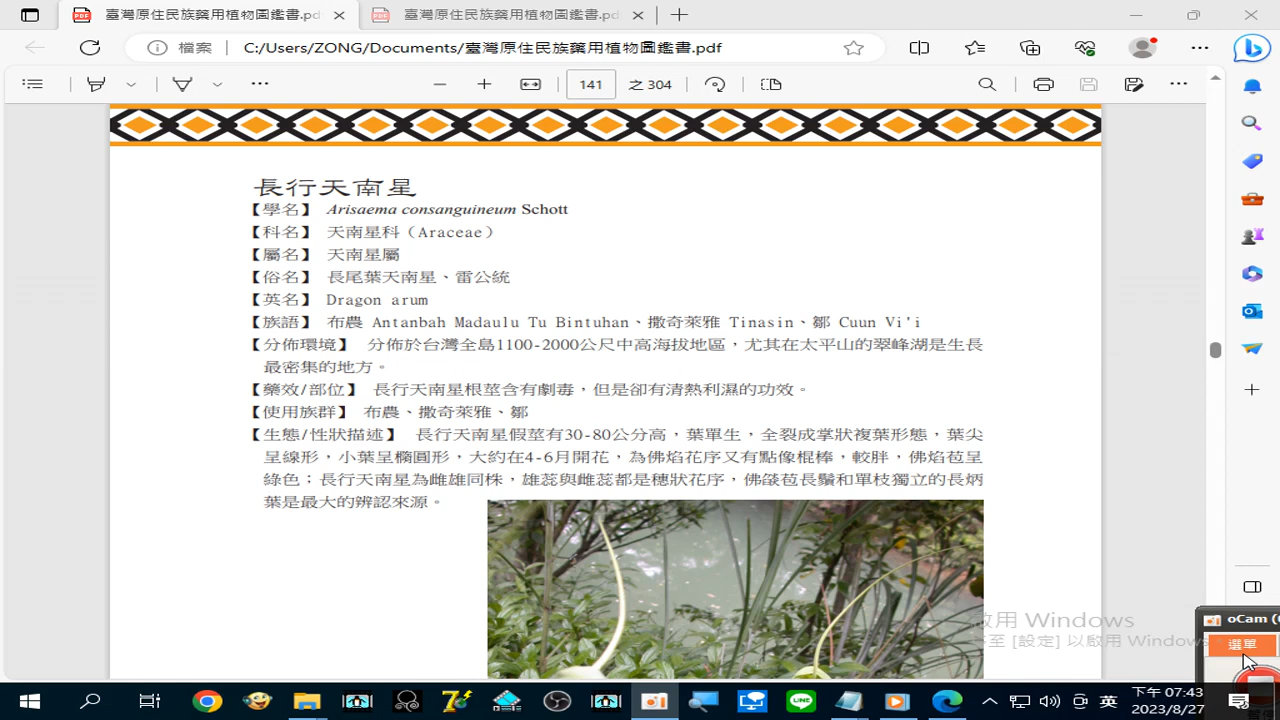 臺灣原住民族藥用植物圖鑑書.pdf
臺灣原住民族藥用植物圖鑑書.pdf
檔案 C:/Users/ZONG/Documents/臺灣原住民族藥用植物圖鑑書.pdf
141 之 304
長行天南星
【學名】 Arisaema consanguineum Schott
【科名】 天南星科（Araceae）
【屬名】 天南星屬
【俗名】 長尾葉天南星、雷公統
【英名】 Dragon arum
【族語】 布農 Antanbah Madaulu Tu Bintuhan、撒奇萊雅 Tinasin、鄒 Cuun Vi'i
【分佈環境】 分佈於台灣全島1100-2000公尺中高海拔地區，尤其在太平山的翠峰湖是生長
最密集的地方。
【藥效/部位】 長行天南星根莖含有劇毒，但是卻有清熱利濕的功效。
【使用族群】 布農、撒奇萊雅、鄒
【生態/性狀描述】 長行天南星假莖有30-80公分高，葉單生，全裂成掌狀複葉形態，葉尖
呈線形，小葉呈橢圓形，大約在4-6月開花，為佛焰花序又有點像棍棒，較胖，佛焰苞呈
綠色；長行天南星為雌雄同株，雄蕊與雌蕊都是穗狀花序，佛燄苞長鬚和單枝獨立的長炳
葉是最大的辨認來源。
啟用 Windows
移至 [設定] 以啟用 Windows
oCam (
選單
英
下午 07:43
2023/8/27